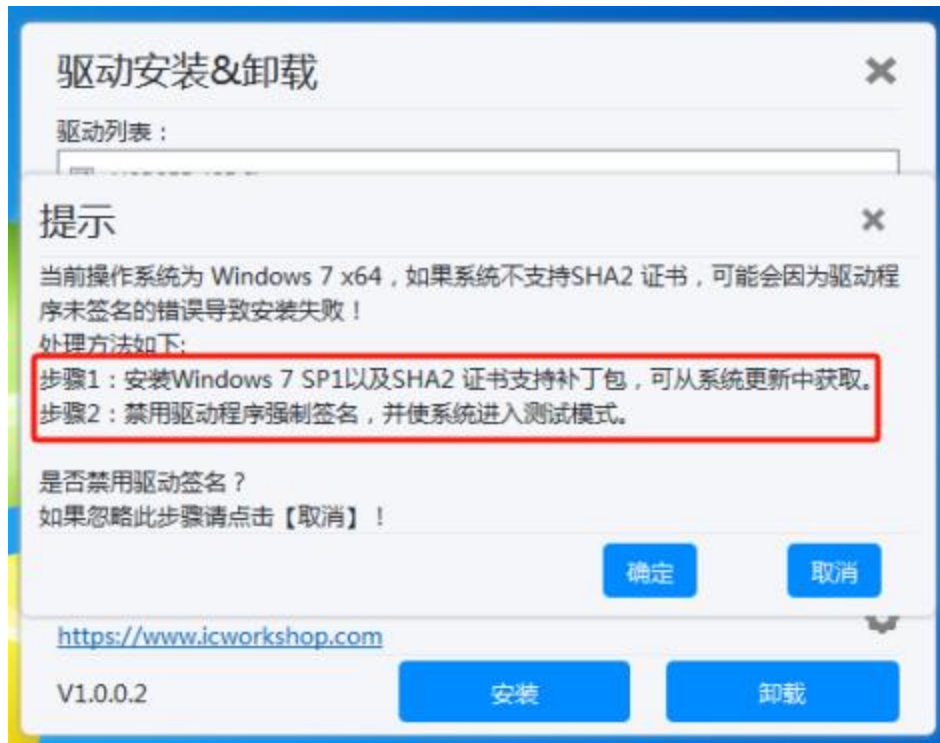 驱动安装&卸载
驱动列表：
提示
当前操作系统为 Windows 7 x64，如果系统不支持SHA2 证书，可能会因为驱动程
序未签名的错误导致安装失败！
处理方法如下:
步骤1：安装Windows 7 SP1以及SHA2 证书支持补丁包，可从系统更新中获取。
步骤2：禁用驱动程序强制签名，并使系统进入测试模式。
是否禁用驱动签名？
如果忽略此步骤请点击【取消】！
确定
取消
https://www.icworkshop.com
V1.0.0.2
安装
卸载